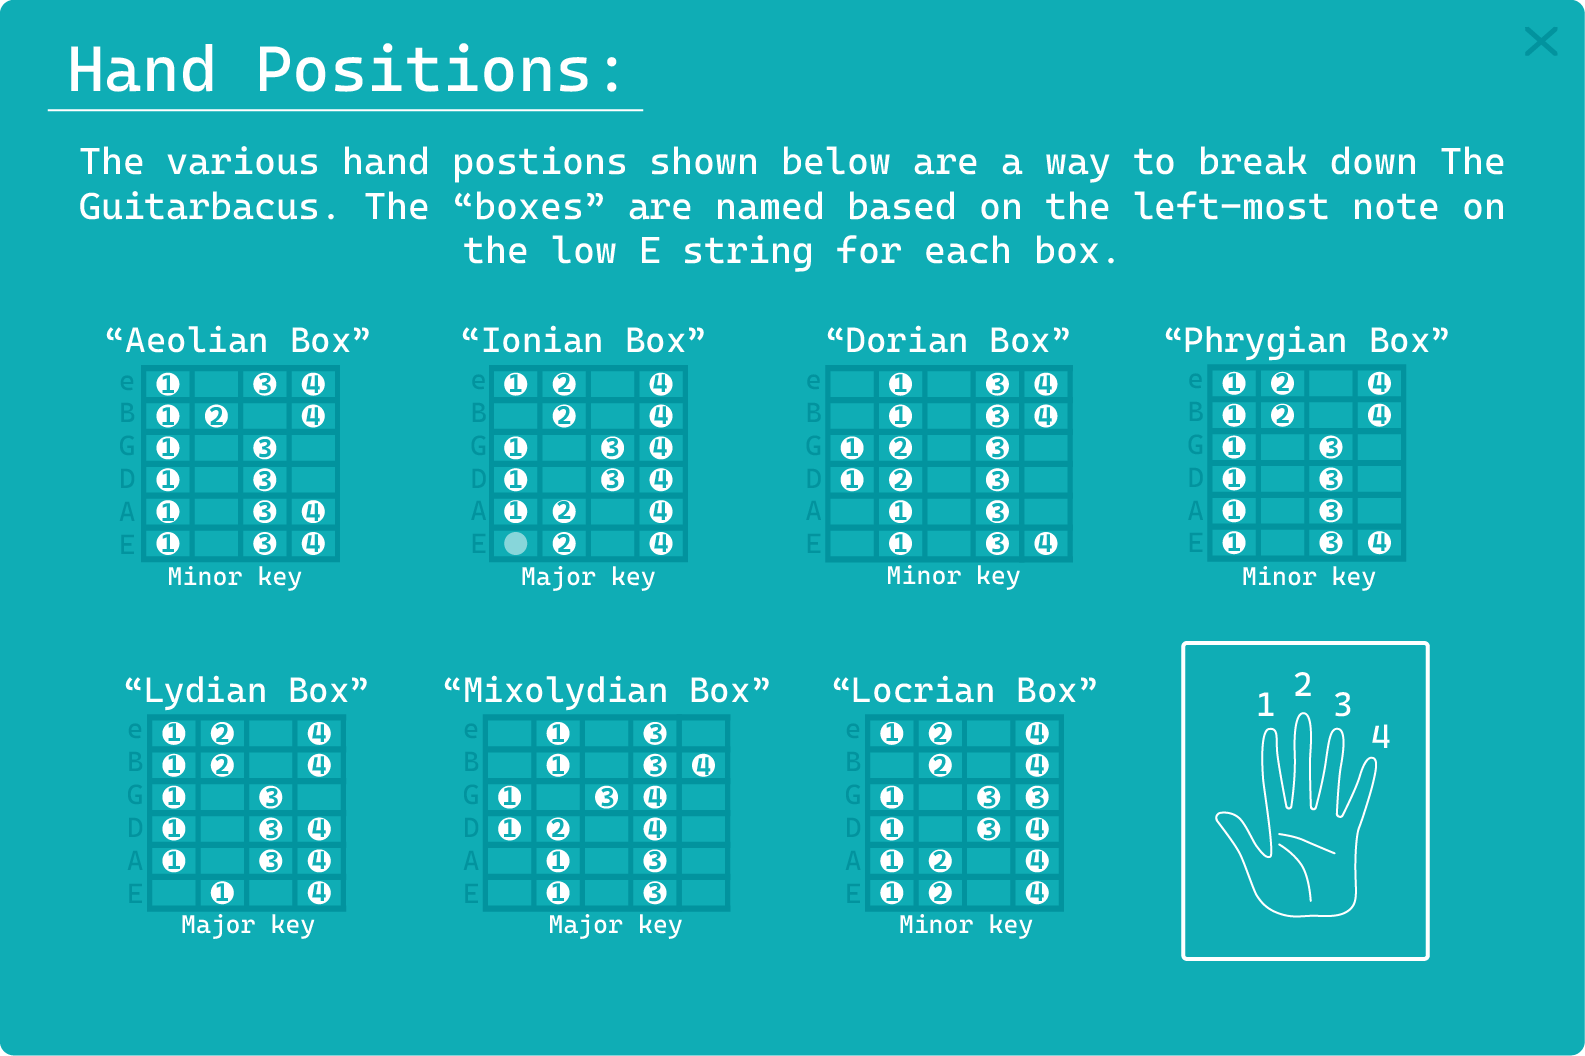 Hand Positions:
The various hand postions shown below are a way to break down The
Guitarbacus. The “boxes” are named based on the left-most note on
the low E string for each box.
“Aeolian Box”
e 1 3 4
B 1 2 4
G 1 3
D 1 3
A 1 3 4
E 1 3 4
Minor key
“Ionian Box”
e 1 2 4
B 2 4
G 1 3 4
D 1 3 4
A 1 2 4
E 2 4
Major key
“Dorian Box”
e 1 3 4
B 1 3 4
G 1 2 3
D 1 2 3
A 1 3
E 1 3 4
Minor key
“Phrygian Box”
e 1 2 4
B 1 2 4
G 1 3
D 1 3
A 1 3
E 1 3 4
Minor key
“Lydian Box”
e 1 2 4
B 1 2 4
G 1 3
D 1 3 4
A 1 3 4
E 1 4
Major key
“Mixolydian Box”
e 1 3
B 1 3 4
G 1 3 4
D 1 2 4
A 1 3
E 1 3
Major key
“Locrian Box”
e 1 2 4
B 2 4
G 1 3 3
D 1 3 4
A 1 2 4
E 1 2 4
Minor key
1 2 3 4